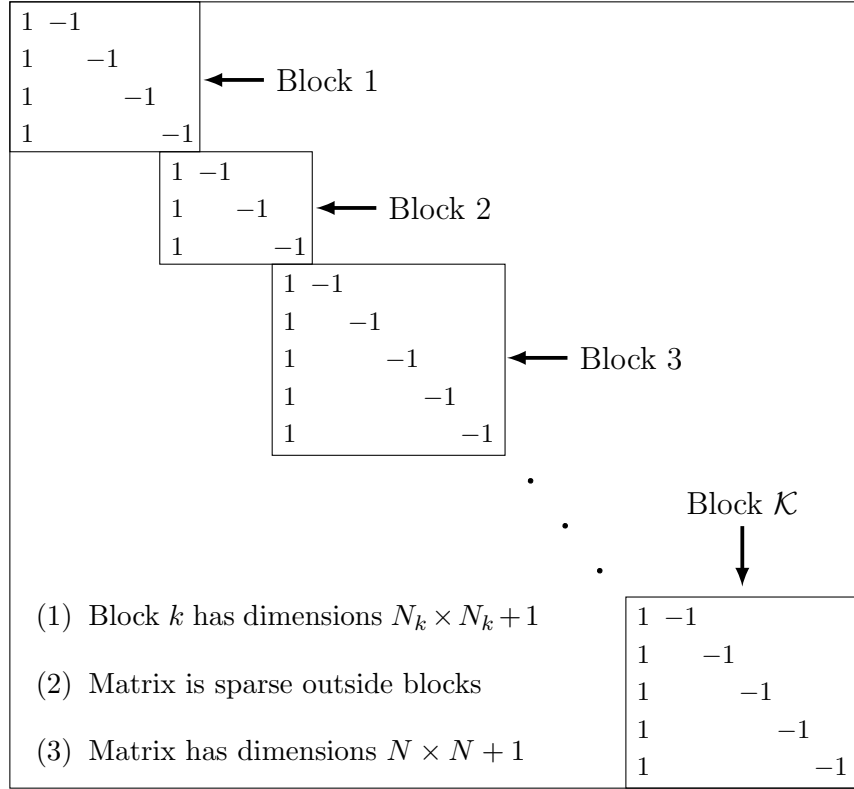 1 −1
1 −1
1 −1
1 −1
Block 1
1 −1
1 −1
1 −1
Block 2
1 −1
1 −1
1 −1
1 −1
1 −1
Block 3
Block 𝒦
1 −1
1 −1
1 −1
1 −1
1 −1
(1) Block k has dimensions N_k × N_k + 1
(2) Matrix is sparse outside blocks
(3) Matrix has dimensions N × N + 1